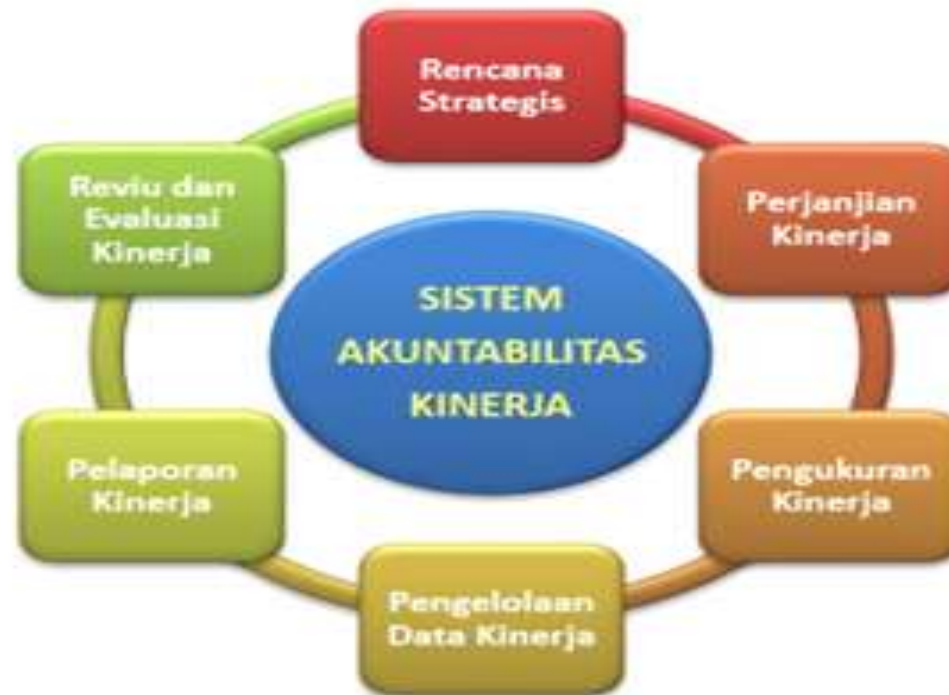 Rencana
Strategis
Perjanjian
Kinerja
Pengukuran
Kinerja
Pengelolaan
Data Kinerja
Pelaporan
Kinerja
Reviu dan
Evaluasi
Kinerja
SISTEM
AKUNTABILITAS
KINERJA